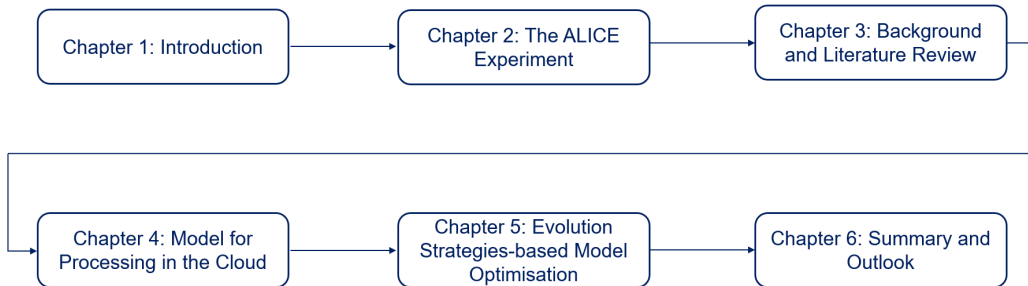 Chapter 1: Introduction
Chapter 2: The ALICE
Experiment
Chapter 3: Background
and Literature Review
Chapter 4: Model for
Processing in the Cloud
Chapter 5: Evolution
Strategies-based Model
Optimisation
Chapter 6: Summary and
Outlook